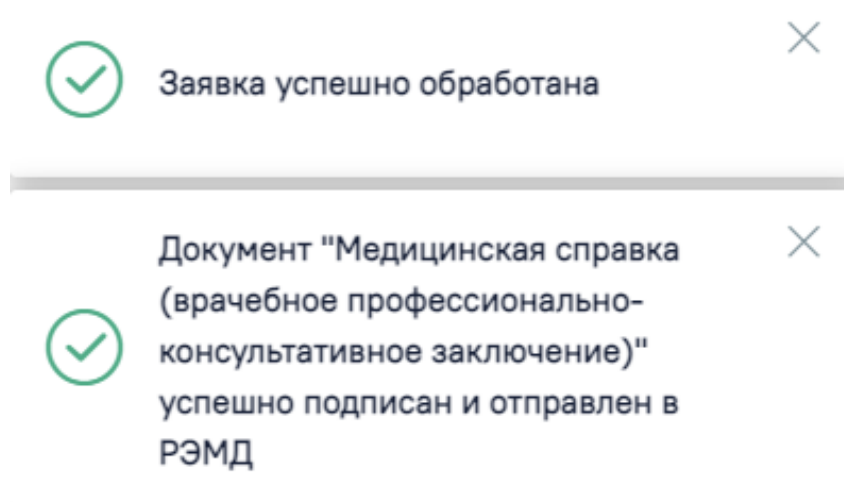 Заявка успешно обработана
Документ "Медицинская справка
(врачебное профессионально-
консультативное заключение)"
успешно подписан и отправлен в
РЭМД